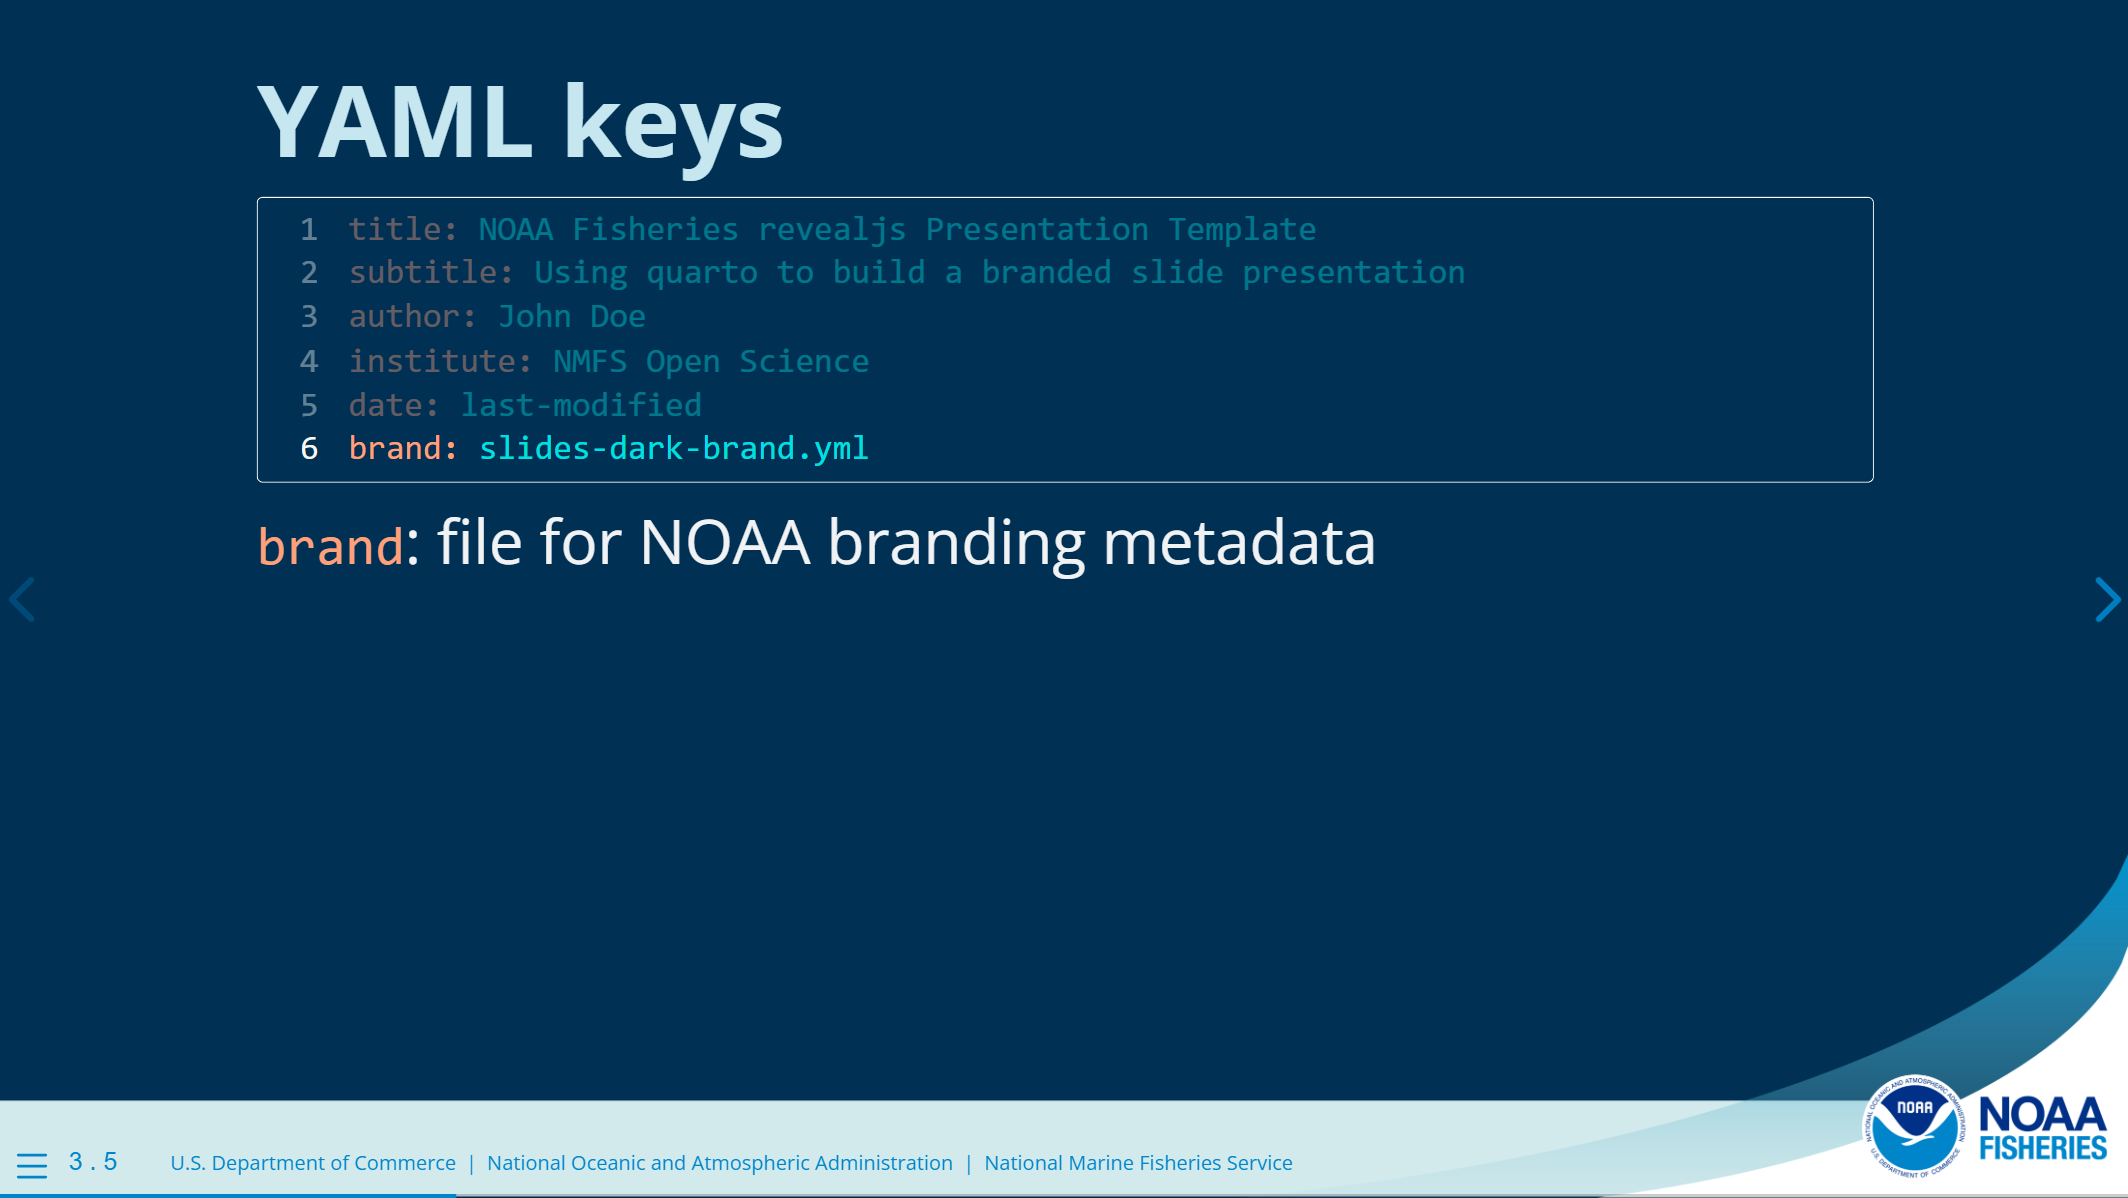 YAML keys
1 title: NOAA Fisheries revealjs Presentation Template
2 subtitle: Using quarto to build a branded slide presentation
3 author: John Doe
4 institute: NMFS Open Science
5 date: last-modified
6 brand: slides-dark-brand.yml
brand: file for NOAA branding metadata
NATIONAL OCEANIC AND ATMOSPHERIC ADMINISTRATION
NOAA
U.S. DEPARTMENT OF COMMERCE
NOAA
FISHERIES
3 . 5
U.S. Department of Commerce | National Oceanic and Atmospheric Administration | National Marine Fisheries Service